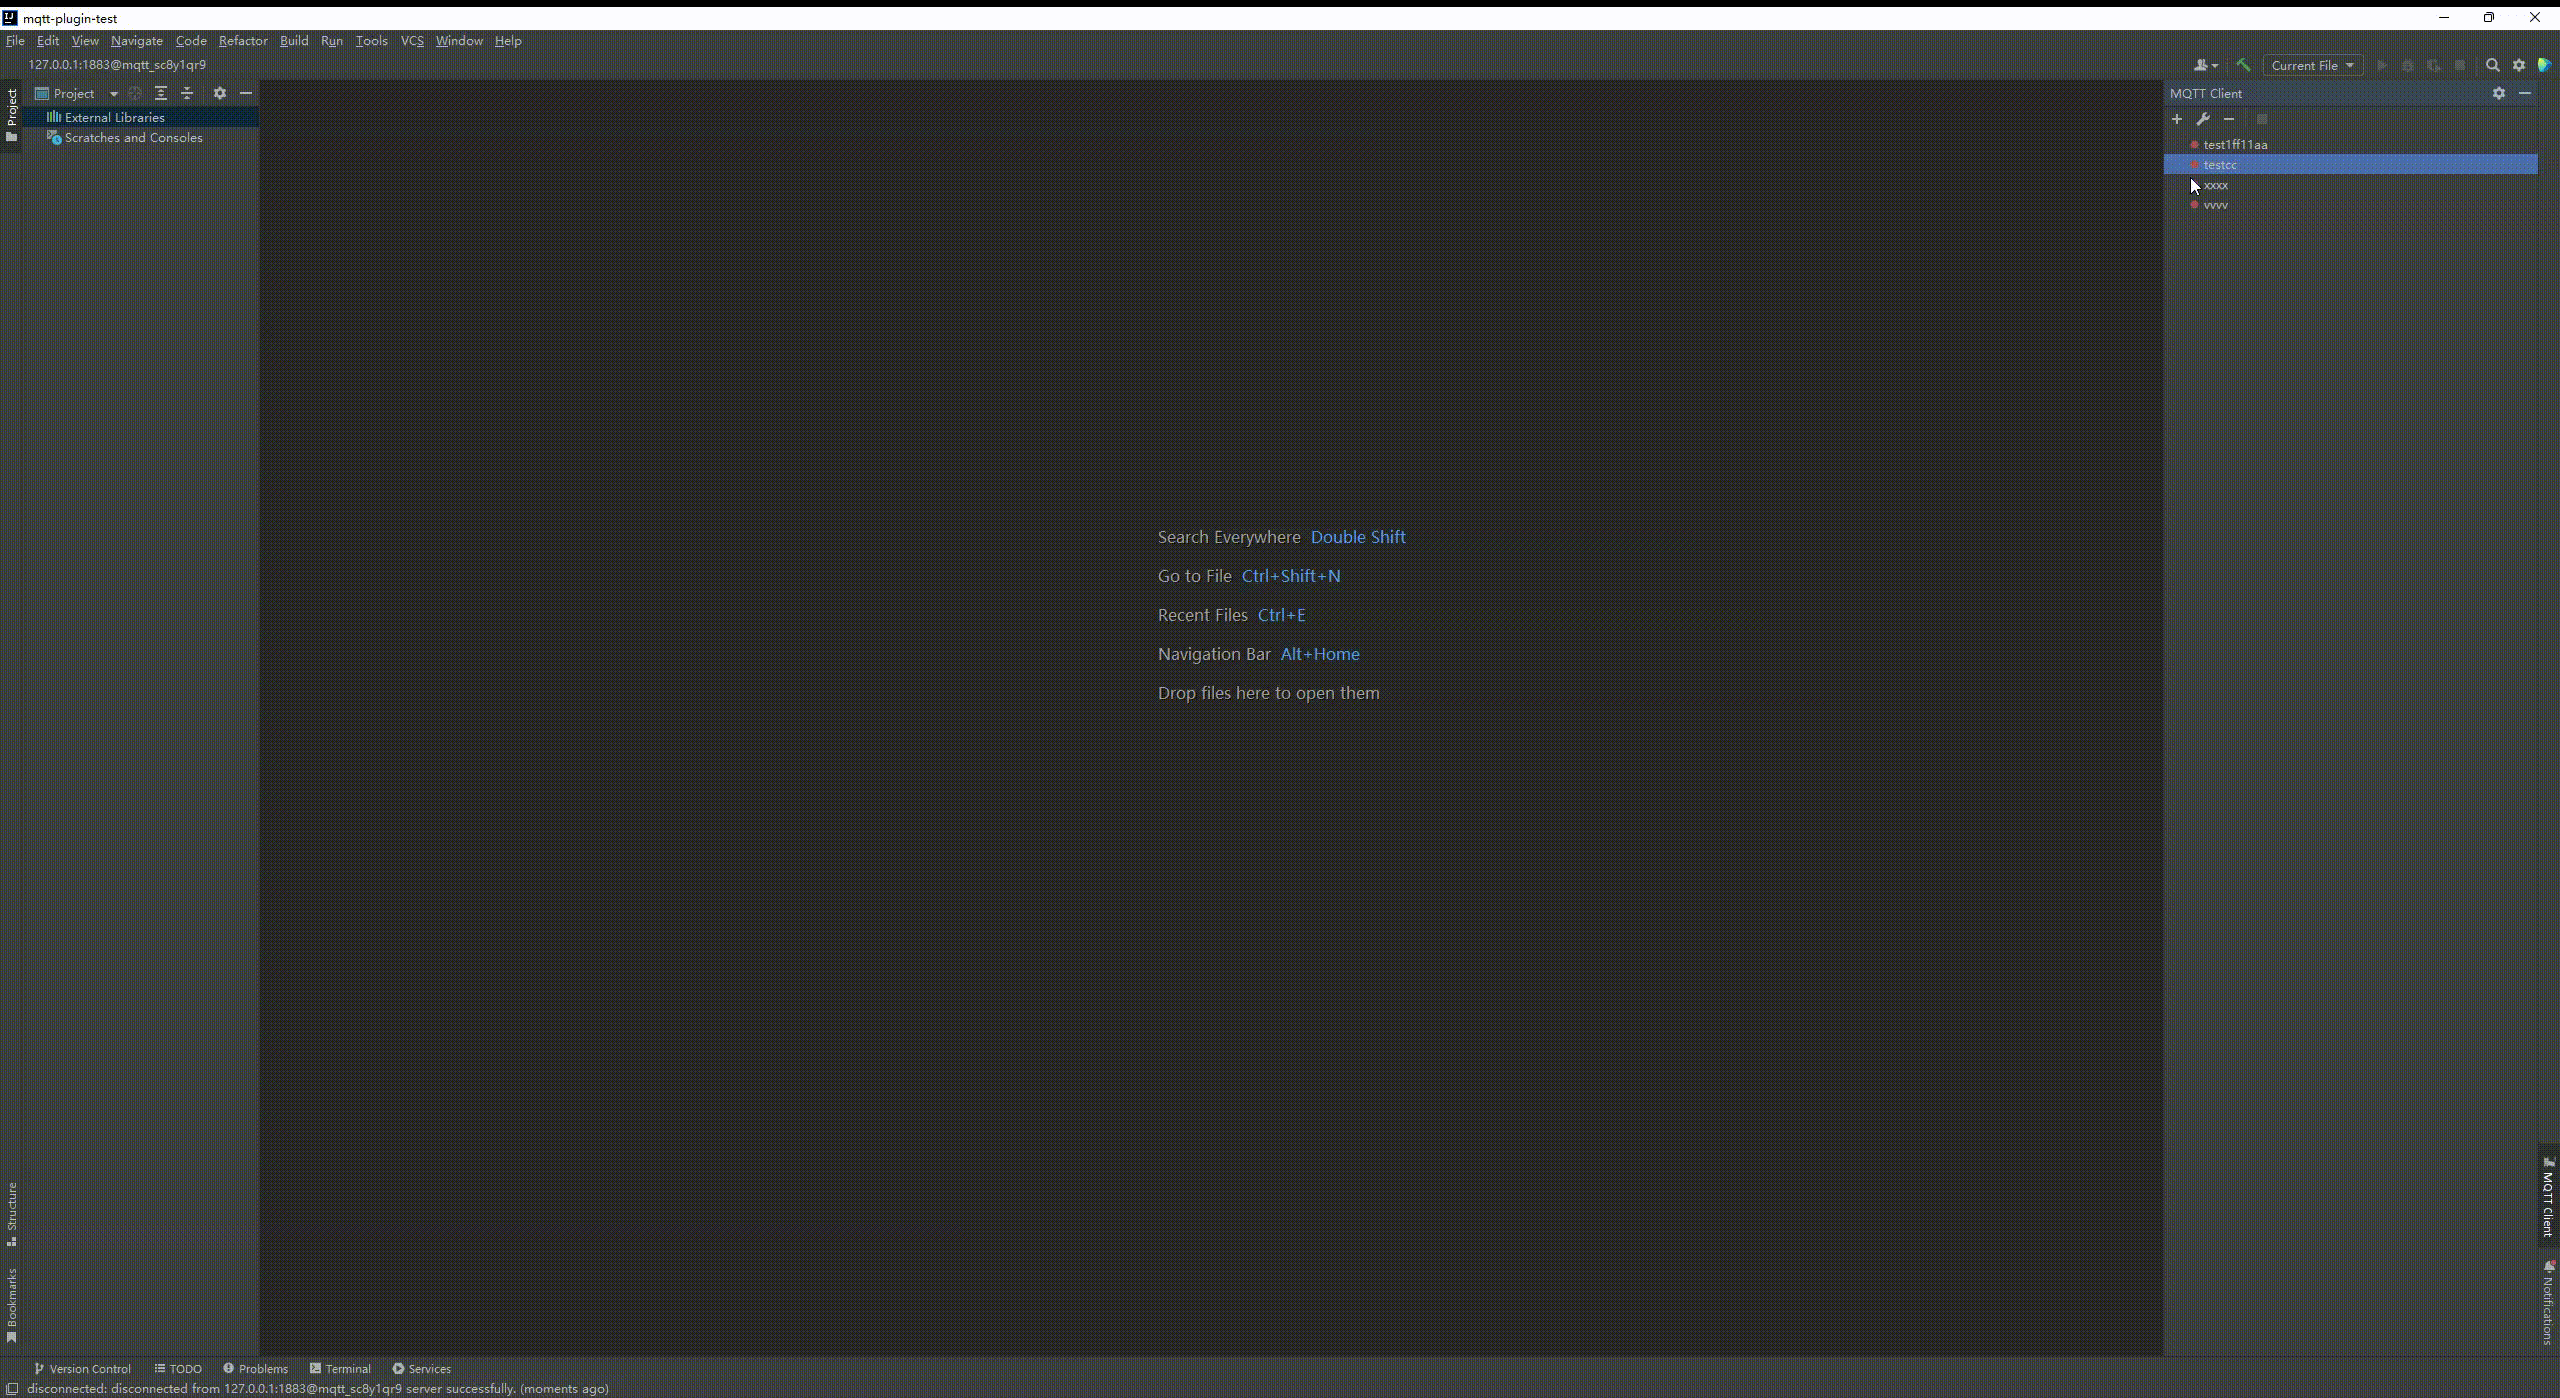 mqtt-plugin-test
File Edit View Navigate Code Refactor Build Run Tools VCS Window Help
127.0.0.1:1883@mqtt_sc8y1qr9
Current File
Project
Project
External Libraries
Scratches and Consoles
MQTT Client
test1ff11aa
testcc
xxxx
vvvv
Search Everywhere Double Shift
Go to File Ctrl+Shift+N
Recent Files Ctrl+E
Navigation Bar Alt+Home
Drop files here to open them
Structure
Bookmarks
MQTT Client
Notifications
Version Control TODO Problems Terminal Services
disconnected: disconnected from 127.0.0.1:1883@mqtt_sc8y1qr9 server successfully. (moments ago)